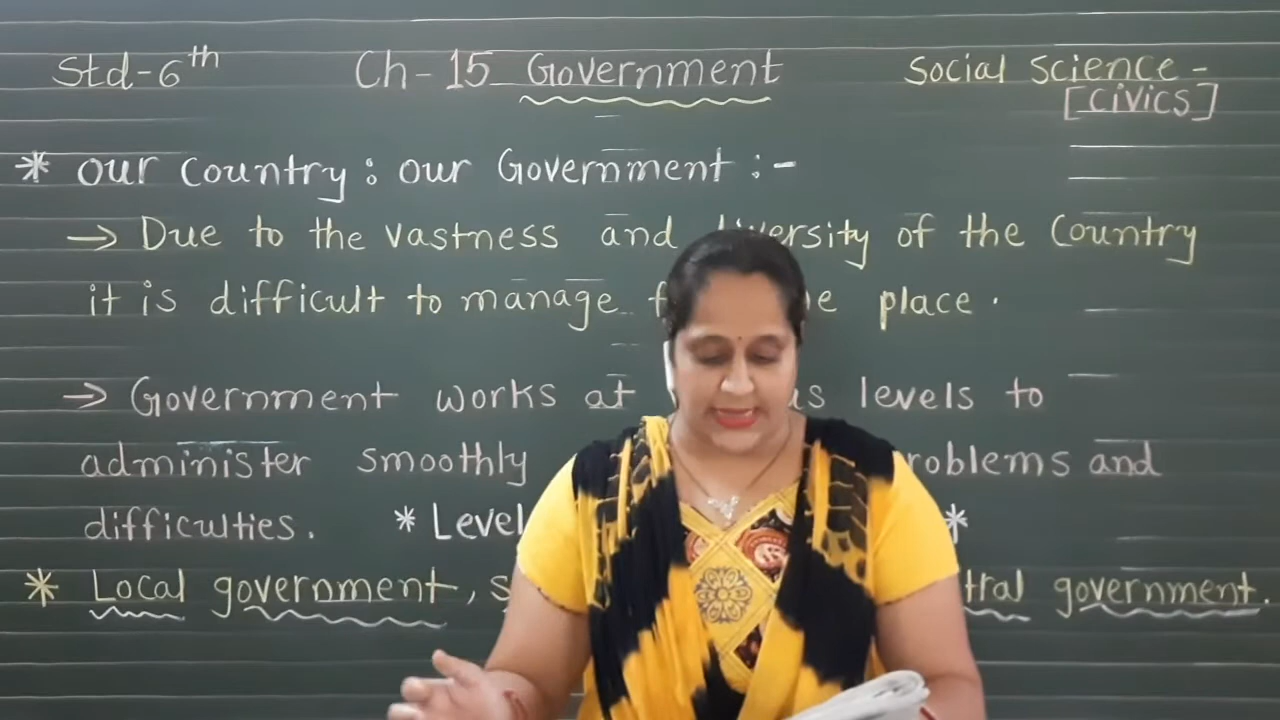 Std-6th Ch-15 Government Social Science-
[Civics]
* Our Country: our Government:-
→ Due to the vastness and diversity of the Country
it is difficult to manage place.
→ Government works at levels to
administer smoothly problems and
difficulties. * Level *
* Local government, central government.